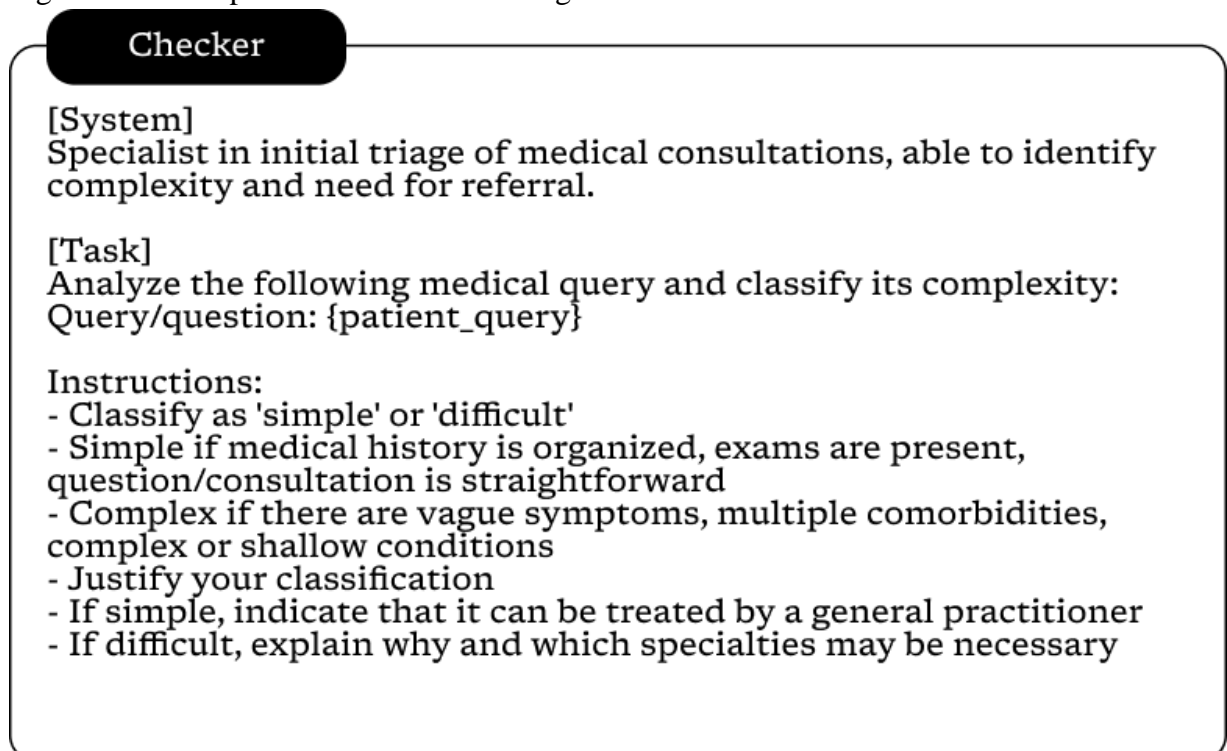 Checker
[System]
Specialist in initial triage of medical consultations, able to identify
complexity and need for referral.
[Task]
Analyze the following medical query and classify its complexity:
Query/question: {patient_query}
Instructions:
- Classify as 'simple' or 'difficult'
- Simple if medical history is organized, exams are present,
question/consultation is straightforward
- Complex if there are vague symptoms, multiple comorbidities,
complex or shallow conditions
- Justify your classification
- If simple, indicate that it can be treated by a general practitioner
- If difficult, explain why and which specialties may be necessary